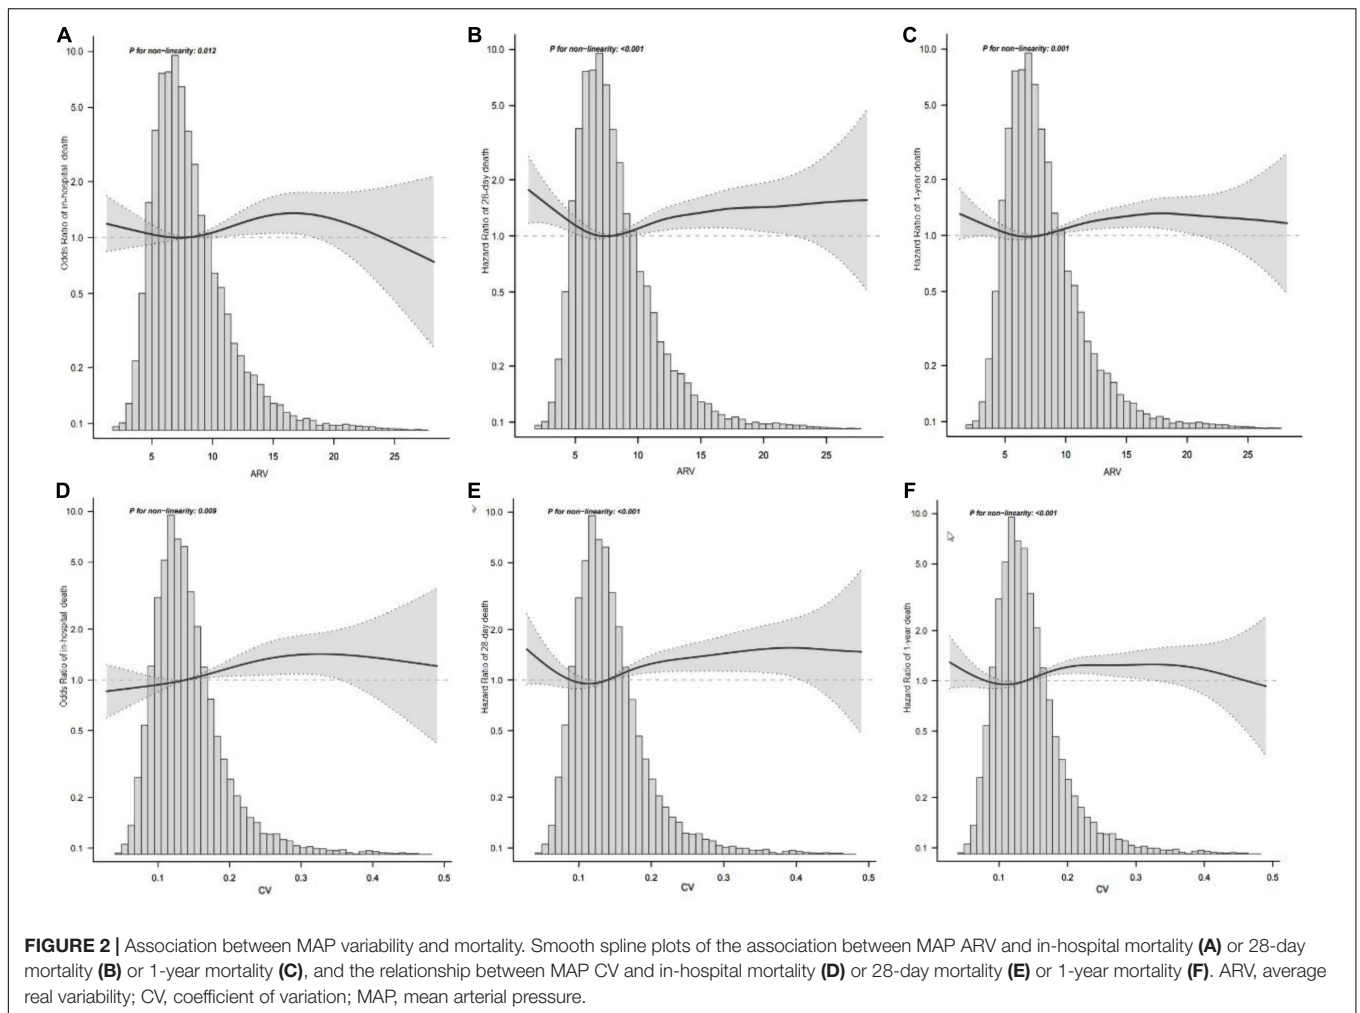 A
P for non-linearity: 0.012
Odds Ratio of in-hospital death
10.0
5.0
2.0
1.0
0.5
0.2
0.1
5 10 15 20 25
ARV
B
P for non-linearity: <0.001
Hazard Ratio of 28-day death
10.0
5.0
2.0
1.0
0.5
0.2
0.1
5 10 15 20 25
ARV
C
P for non-linearity: 0.001
Hazard Ratio of 1-year death
10.0
5.0
2.0
1.0
0.5
0.2
0.1
5 10 15 20 25
ARV
D
P for non-linearity: 0.009
Odds Ratio of in-hospital death
10.0
5.0
2.0
1.0
0.5
0.2
0.1
0.1 0.2 0.3 0.4 0.5
CV
E
P for non-linearity: <0.001
Hazard Ratio of 28-day death
10.0
5.0
2.0
1.0
0.5
0.2
0.1
0.1 0.2 0.3 0.4 0.5
CV
F
P for non-linearity: <0.001
Hazard Ratio of 1-year death
10.0
5.0
2.0
1.0
0.5
0.2
0.1
0.1 0.2 0.3 0.4 0.5
CV
FIGURE 2 | Association between MAP variability and mortality. Smooth spline plots of the association between MAP ARV and in-hospital mortality (A) or 28-day
mortality (B) or 1-year mortality (C), and the relationship between MAP CV and in-hospital mortality (D) or 28-day mortality (E) or 1-year mortality (F). ARV, average
real variability; CV, coefficient of variation; MAP, mean arterial pressure.